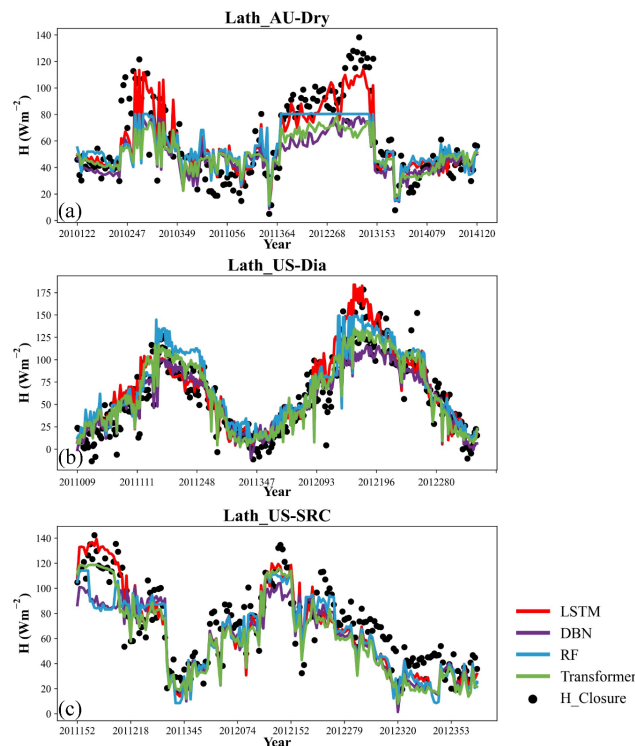 Lath_AU-Dry
H (Wm⁻²)
140
120
100
80
60
40
20
0
(a)
2010122 2010247 2010349 2011056 2011364 2012268 2013153 2014079 2014120
Year
Lath_US-Dia
H (Wm⁻²)
175
150
125
100
75
50
25
0
(b)
2011009 2011111 2011248 2011347 2012093 2012196 2012280
Year
Lath_US-SRC
H (Wm⁻²)
140
120
100
80
60
40
20
0
(c)
2011152 2011218 2011345 2012074 2012152 2012279 2012320 2012353
Year
LSTM
DBN
RF
Transformer
H_Closure